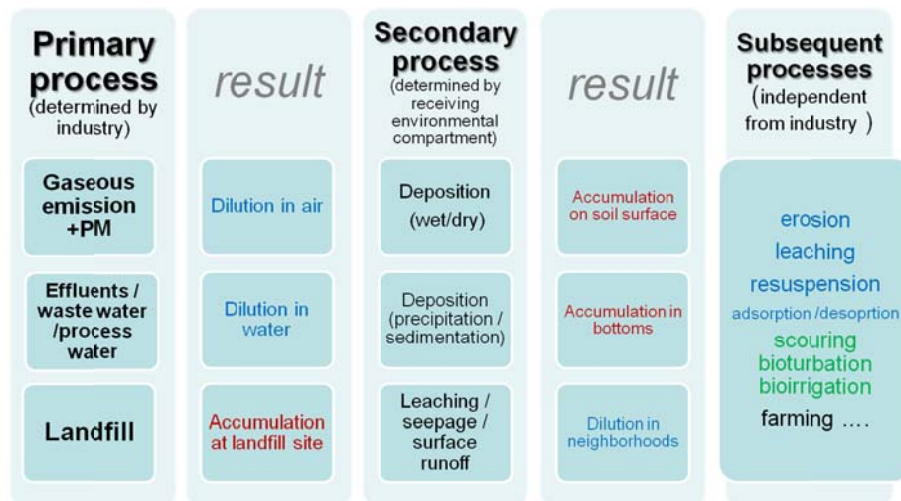 Primary
process
(determined by
industry)
Gaseous
emission
+PM
Effluents /
waste water
/process
water
Landfill
result
Dilution in air
Dilution in
water
Accumulation
at landfill site
Secondary
process
(determined by
receiving
environmental
compartment)
Deposition
(wet/dry)
Deposition
(precipitation /
sedimentation)
Leaching /
seepage /
surface
runoff
result
Accumulation
on soil surface
Accumulation in
bottoms
Dilution in
neighborhoods
Subsequent
processes
(independent
from industry )
erosion
leaching
resuspension
adsorption /desoprtion
scouring
bioturbation
bioirrigation
farming ….